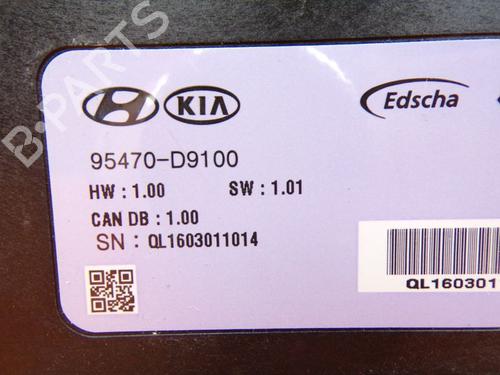 KIA
Edscha
95470-D9100
HW : 1.00 SW : 1.01
CAN DB : 1.00
SN : QL1603011014
QL160301
B-PARTS